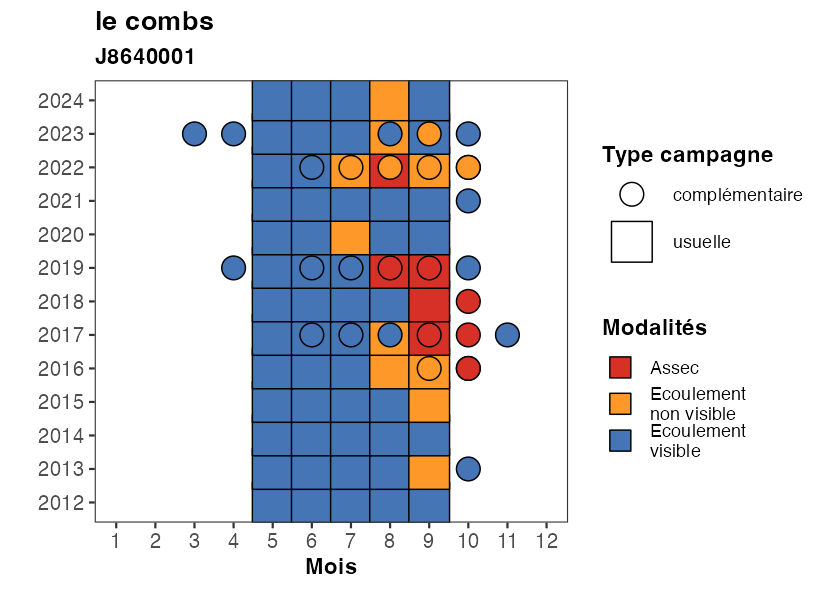 le combs
J8640001
2024
2023
2022
2021
2020
2019
2018
2017
2016
2015
2014
2013
2012
1 2 3 4 5 6 7 8 9 10 11 12
Mois
Type campagne
complémentaire
usuelle
Modalités
Assec
Ecoulement
non visible
Ecoulement
visible